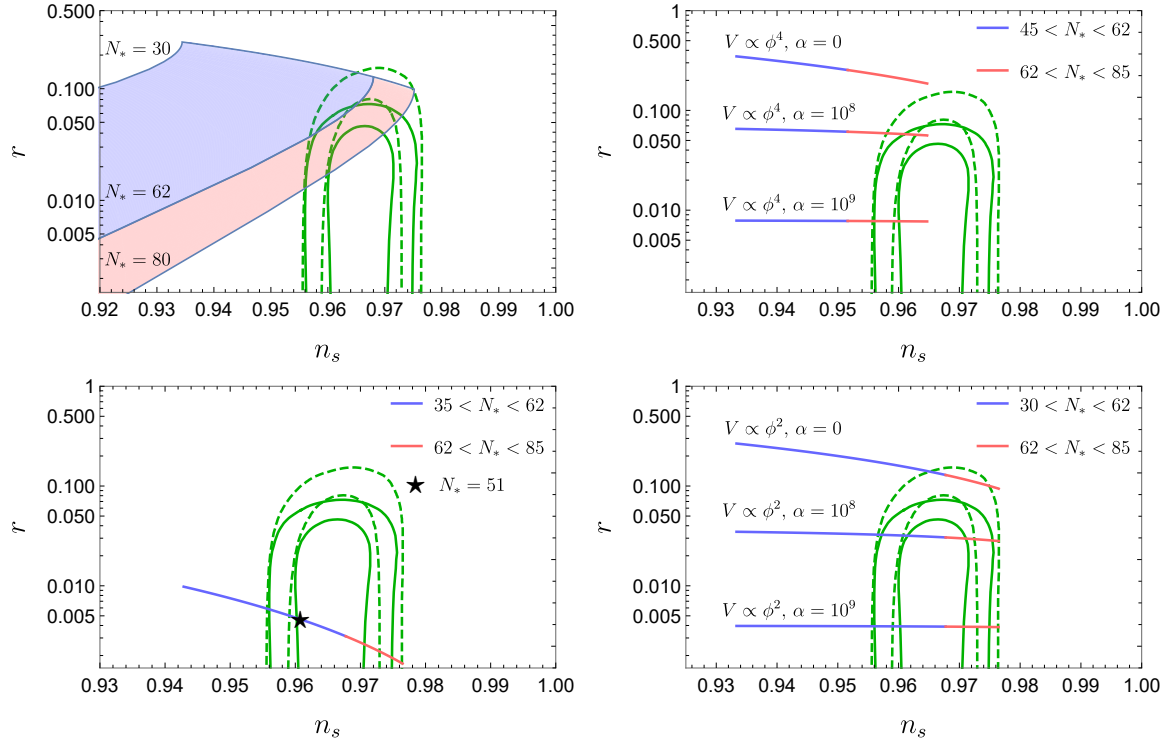 0.500
0.100
0.050
0.010
0.005
r
N* = 30
N* = 62
N* = 80
0.92 0.93 0.94 0.95 0.96 0.97 0.98 0.99 1.00
n_s
1
0.500
0.100
0.050
0.010
0.005
r
V ∝ φ⁴, α = 0
V ∝ φ⁴, α = 10⁸
V ∝ φ⁴, α = 10⁹
45 < N* < 62
62 < N* < 85
0.93 0.94 0.95 0.96 0.97 0.98 0.99 1.00
n_s
1
0.500
0.100
0.050
0.010
0.005
r
35 < N* < 62
62 < N* < 85
★ N* = 51
0.93 0.94 0.95 0.96 0.97 0.98 0.99 1.00
n_s
1
0.500
0.100
0.050
0.010
0.005
r
V ∝ φ², α = 0
V ∝ φ², α = 10⁸
V ∝ φ², α = 10⁹
30 < N* < 62
62 < N* < 85
0.93 0.94 0.95 0.96 0.97 0.98 0.99 1.00
n_s